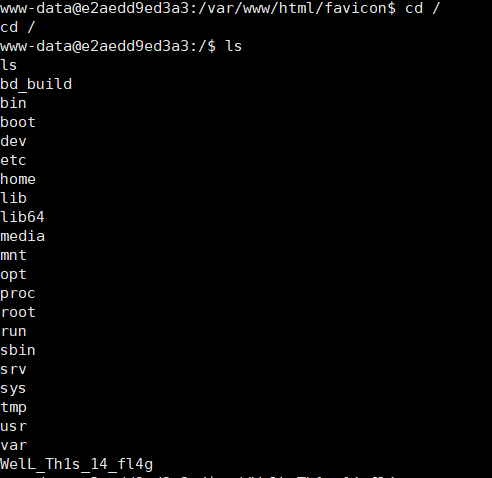 www-data@e2aedd9ed3a3:/var/www/html/favicon$ cd /
cd /
www-data@e2aedd9ed3a3:/$ ls
ls
bd_build
bin
boot
dev
etc
home
lib
lib64
media
mnt
opt
proc
root
run
sbin
srv
sys
tmp
usr
var
WelL_Th1s_14_fl4g